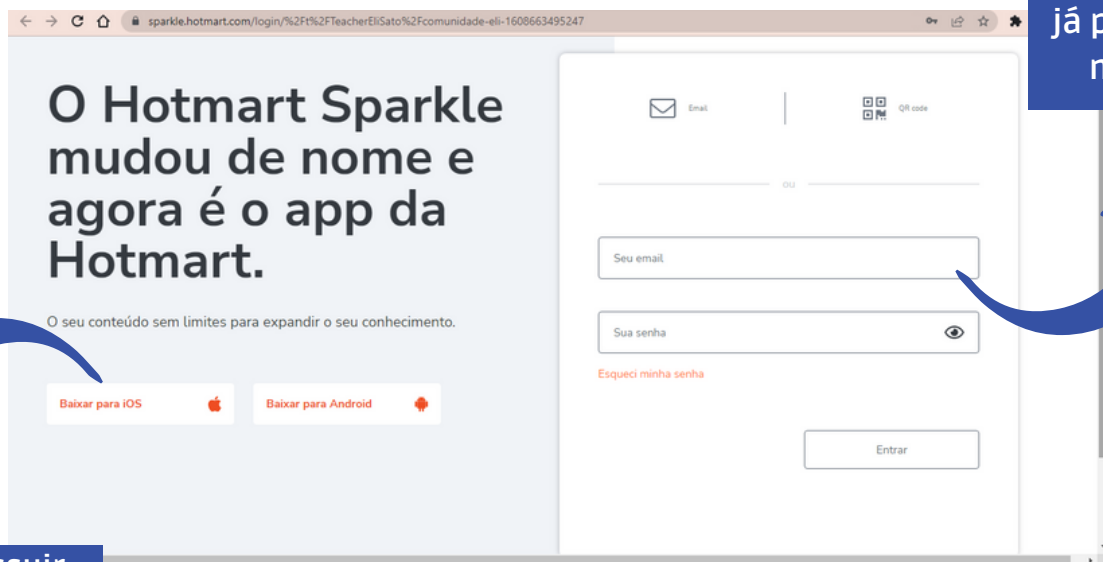 sparkle.hotmart.com/login/%2Ft%2FTeacherEliSato%2Fcomunidade-eli-1608663495247
já p
O Hotmart Sparkle
mudou de nome e
agora é o app da
Hotmart.
O seu conteúdo sem limites para expandir o seu conhecimento.
Baixar para iOS
Baixar para Android
Email
QR code
ou
Seu email
Sua senha
Esqueci minha senha
Entrar